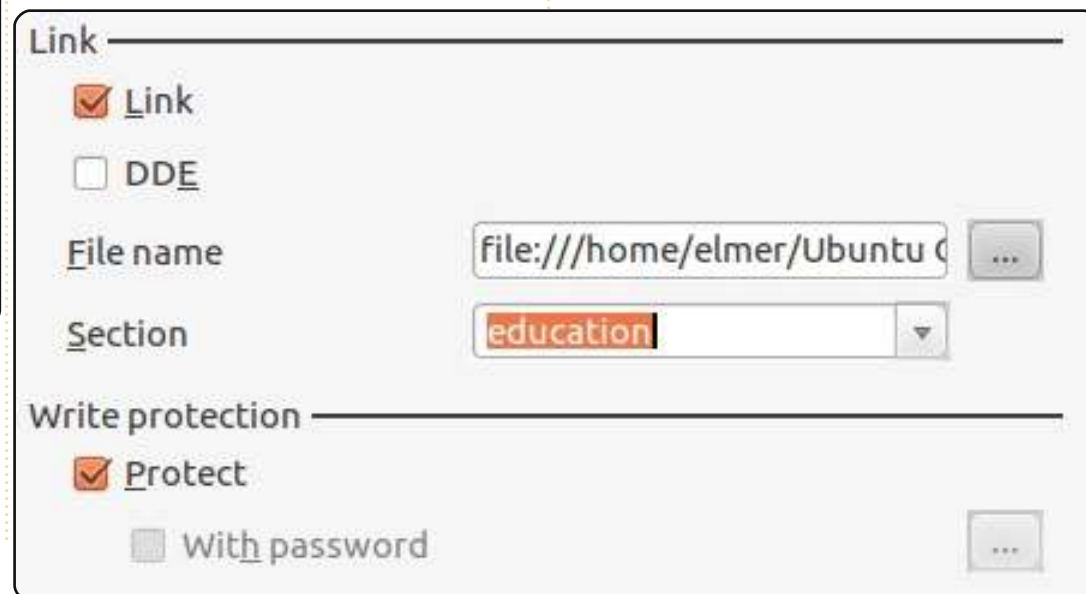 Link
Link
DDE
File name file:///home/elmer/Ubuntu ...
Section education
Write protection
Protect
With password ...